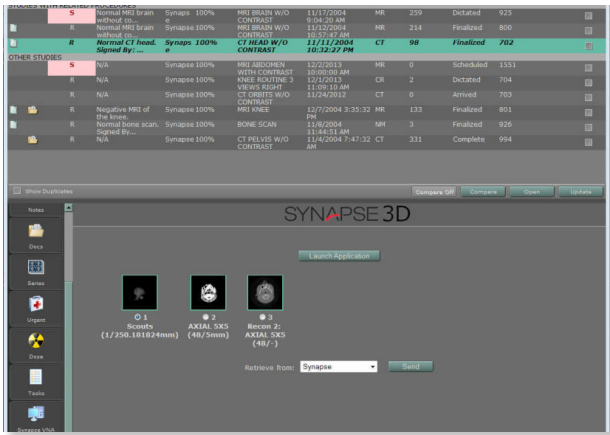 STUDIES WITH RELATED PROCEDURES
S Normal MRI brain without co... Synaps e 100% MRI BRAIN W/O CONTRAST 11/17/2004 9:04:20 AM MR 259 Dictated 925
R Normal MRI brain without co... Synaps e 100% MRI BRAIN W/O CONTRAST 11/12/2004 10:57:47 AM MR 214 Finalized 800
R Normal CT head. Signed By: ... Synaps e 100% CT HEAD W/O CONTRAST 11/11/2004 10:32:27 PM CT 98 Finalized 702
OTHER STUDIES
S N/A Synapse 100% MRI ABDOMEN WITH CONTRAST 12/2/2013 10:00:00 AM MR 0 Scheduled 1551
R N/A Synapse 100% KNEE ROUTINE 3 VIEWS RIGHT 12/1/2013 11:09:10 AM CR 2 Dictated 704
R N/A Synapse 100% CT ORBITS W/O CONTRAST 11/24/2012 CT 0 Arrived 703
R Negative MRI of the knee. Synapse 100% MRI KNEE 12/7/2004 3:35:32 PM MR 133 Finalized 801
R Normal bone scan. Signed By... Synapse 100% BONE SCAN 11/8/2004 11:44:51 AM NM 3 Finalized 926
R N/A Synapse 100% CT PELVIS W/O CONTRAST 11/4/2004 7:47:32 AM CT 331 Complete 994
Show Duplicates Compare Off Compare Open Update
Notes
SYNAPSE 3D
Docs
Launch Application
Series
1 Scouts (1/250.181824mm)
2 AXIAL 5X5 (48/5mm)
3 Recon 2: AXIAL 5X5 (48/-)
Urgent
Retrieve from: Synapse Send
Dose
Tasks
Synapse VNA